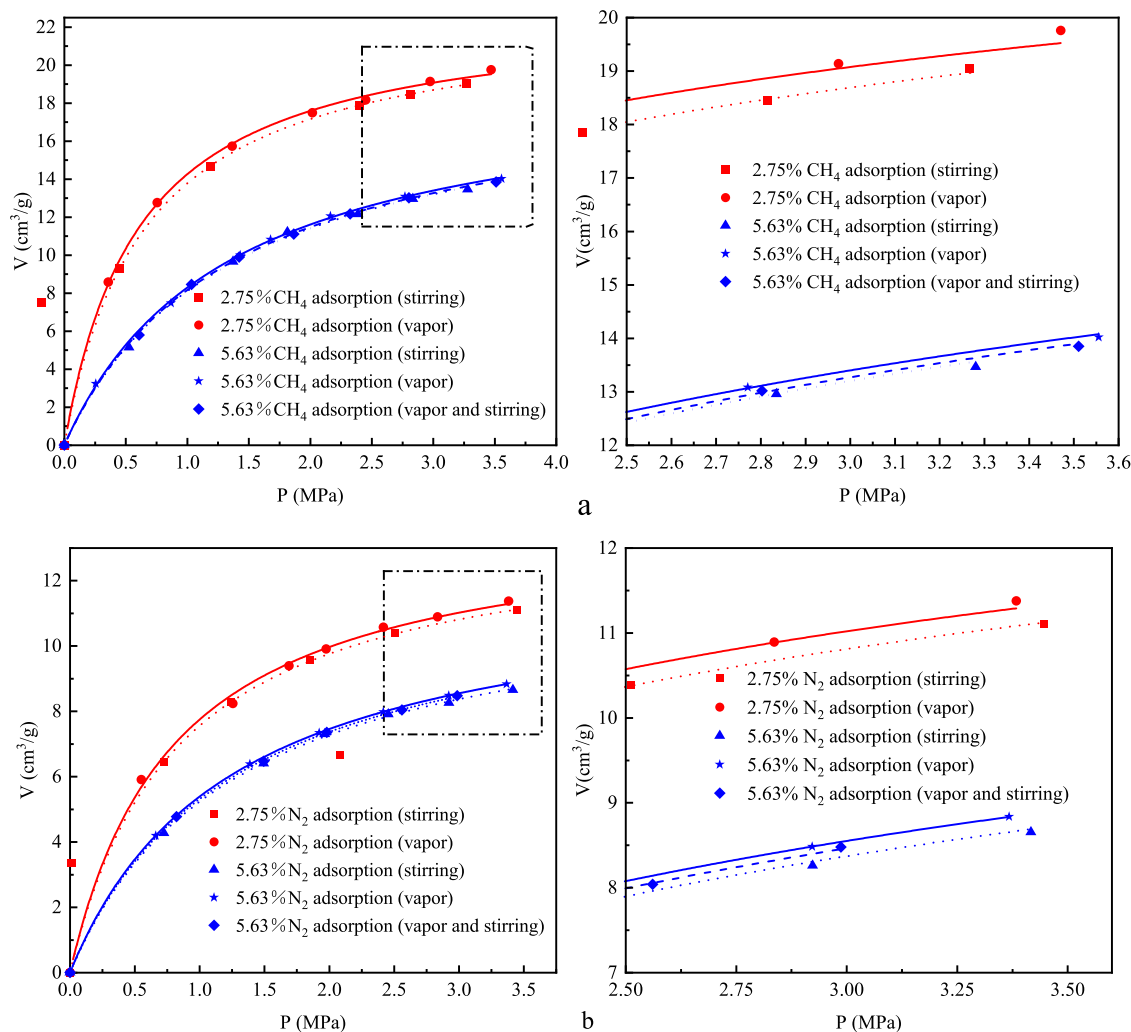 22
20
18
16
14
12
10
8
6
4
2
0
V (cm³/g)
0.0 0.5 1.0 1.5 2.0 2.5 3.0 3.5 4.0
P (MPa)
2.75%CH₄ adsorption (stirring)
2.75%CH₄ adsorption (vapor)
5.63%CH₄ adsorption (stirring)
5.63%CH₄ adsorption (vapor)
5.63%CH₄ adsorption (vapor and stirring)
20
19
18
17
16
15
14
13
12
V(cm³/g)
2.5 2.6 2.7 2.8 2.9 3.0 3.1 3.2 3.3 3.4 3.5 3.6
P (MPa)
2.75% CH₄ adsorption (stirring)
2.75% CH₄ adsorption (vapor)
5.63% CH₄ adsorption (stirring)
5.63% CH₄ adsorption (vapor)
5.63% CH₄ adsorption (vapor and stirring)
a
12
10
8
6
4
2
0
V (cm³/g)
0.0 0.5 1.0 1.5 2.0 2.5 3.0 3.5
P (MPa)
2.75%N₂ adsorption (stirring)
2.75%N₂ adsorption (vapor)
5.63%N₂ adsorption (stirring)
5.63%N₂ adsorption (vapor)
5.63%N₂ adsorption (vapor and stirring)
12
11
10
9
8
7
V(cm³/g)
2.50 2.75 3.00 3.25 3.50
P (MPa)
2.75% N₂ adsorption (stirring)
2.75% N₂ adsorption (vapor)
5.63% N₂ adsorption (stirring)
5.63% N₂ adsorption (vapor)
5.63% N₂ adsorption (vapor and stirring)
b